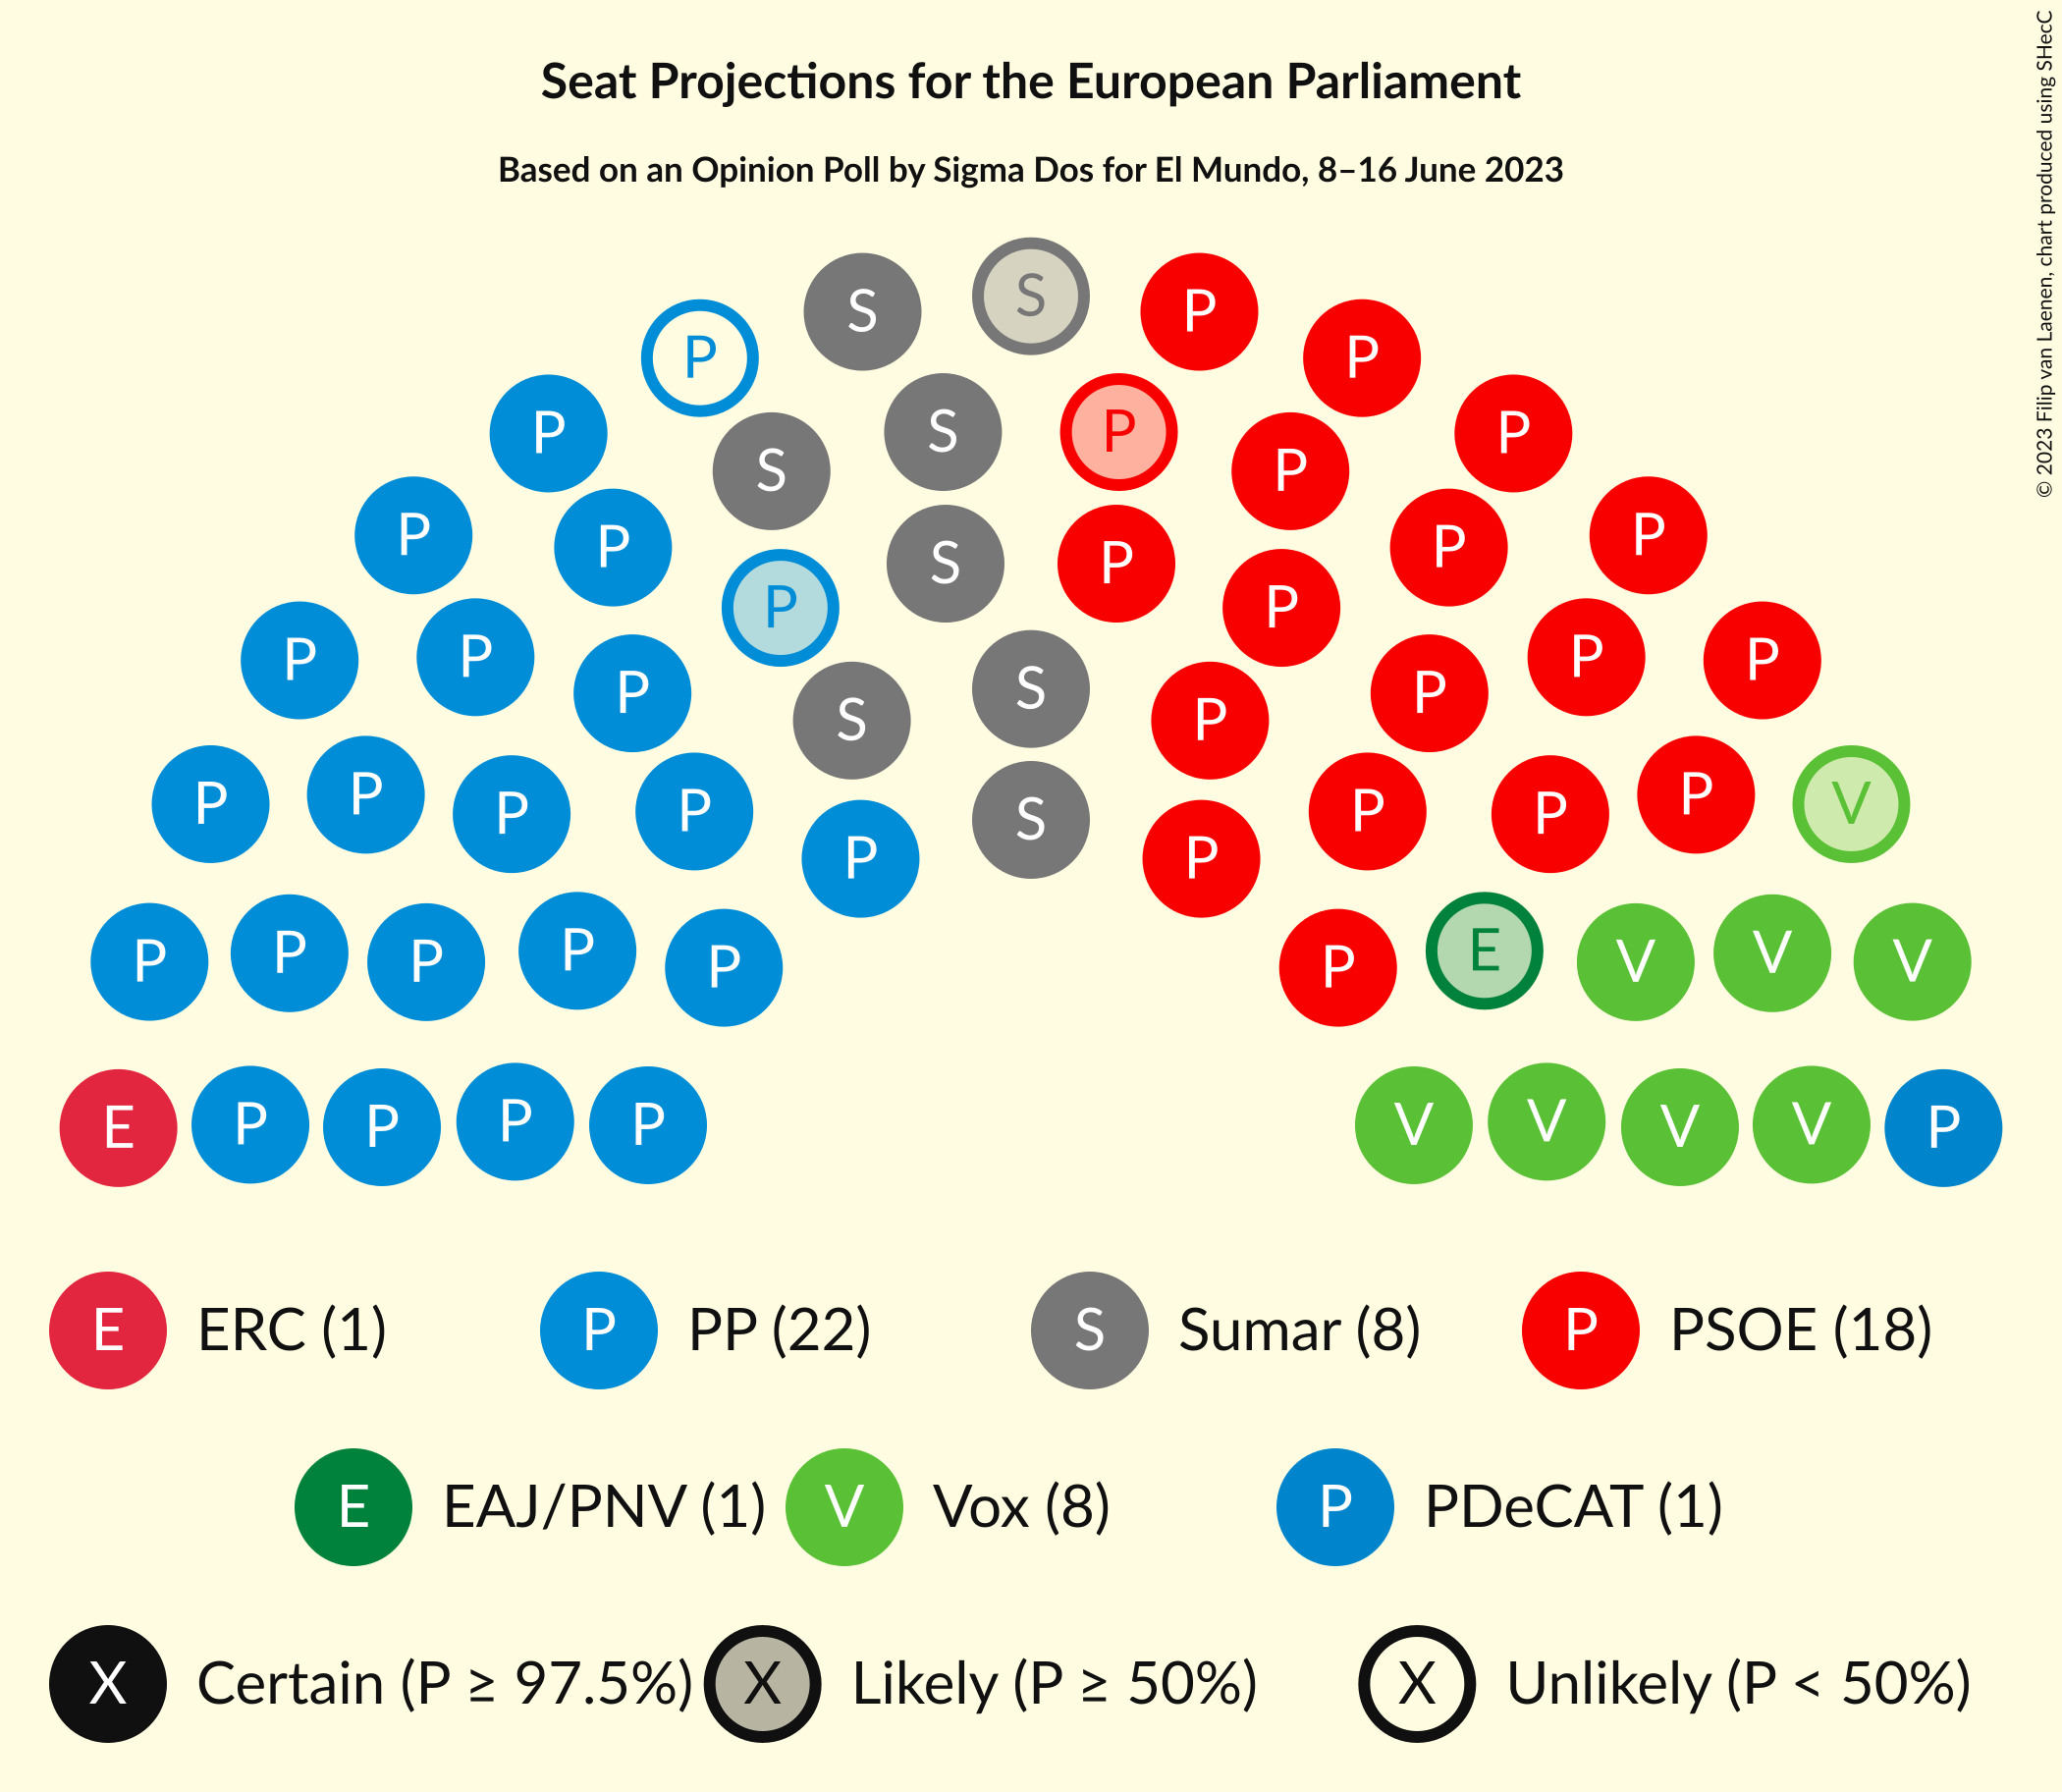 Seat Projections for the European Parliament
Based on an Opinion Poll by Sigma Dos for El Mundo, 8–16 June 2023
© 2023 Filip van Laenen, chart produced using SHecC
S
S P
P P
P S S P P P
P P S P P P
P P P
P P P S P P P
P S P
P P P P P P P P V
P S P
P P P P P P E V V V
E P P P P V V V V P
E ERC (1) P PP (22) S Sumar (8) P PSOE (18)
E EAJ/PNV (1) V Vox (8) P PDeCAT (1)
X Certain (P ≥ 97.5%) X Likely (P ≥ 50%) X Unlikely (P < 50%)